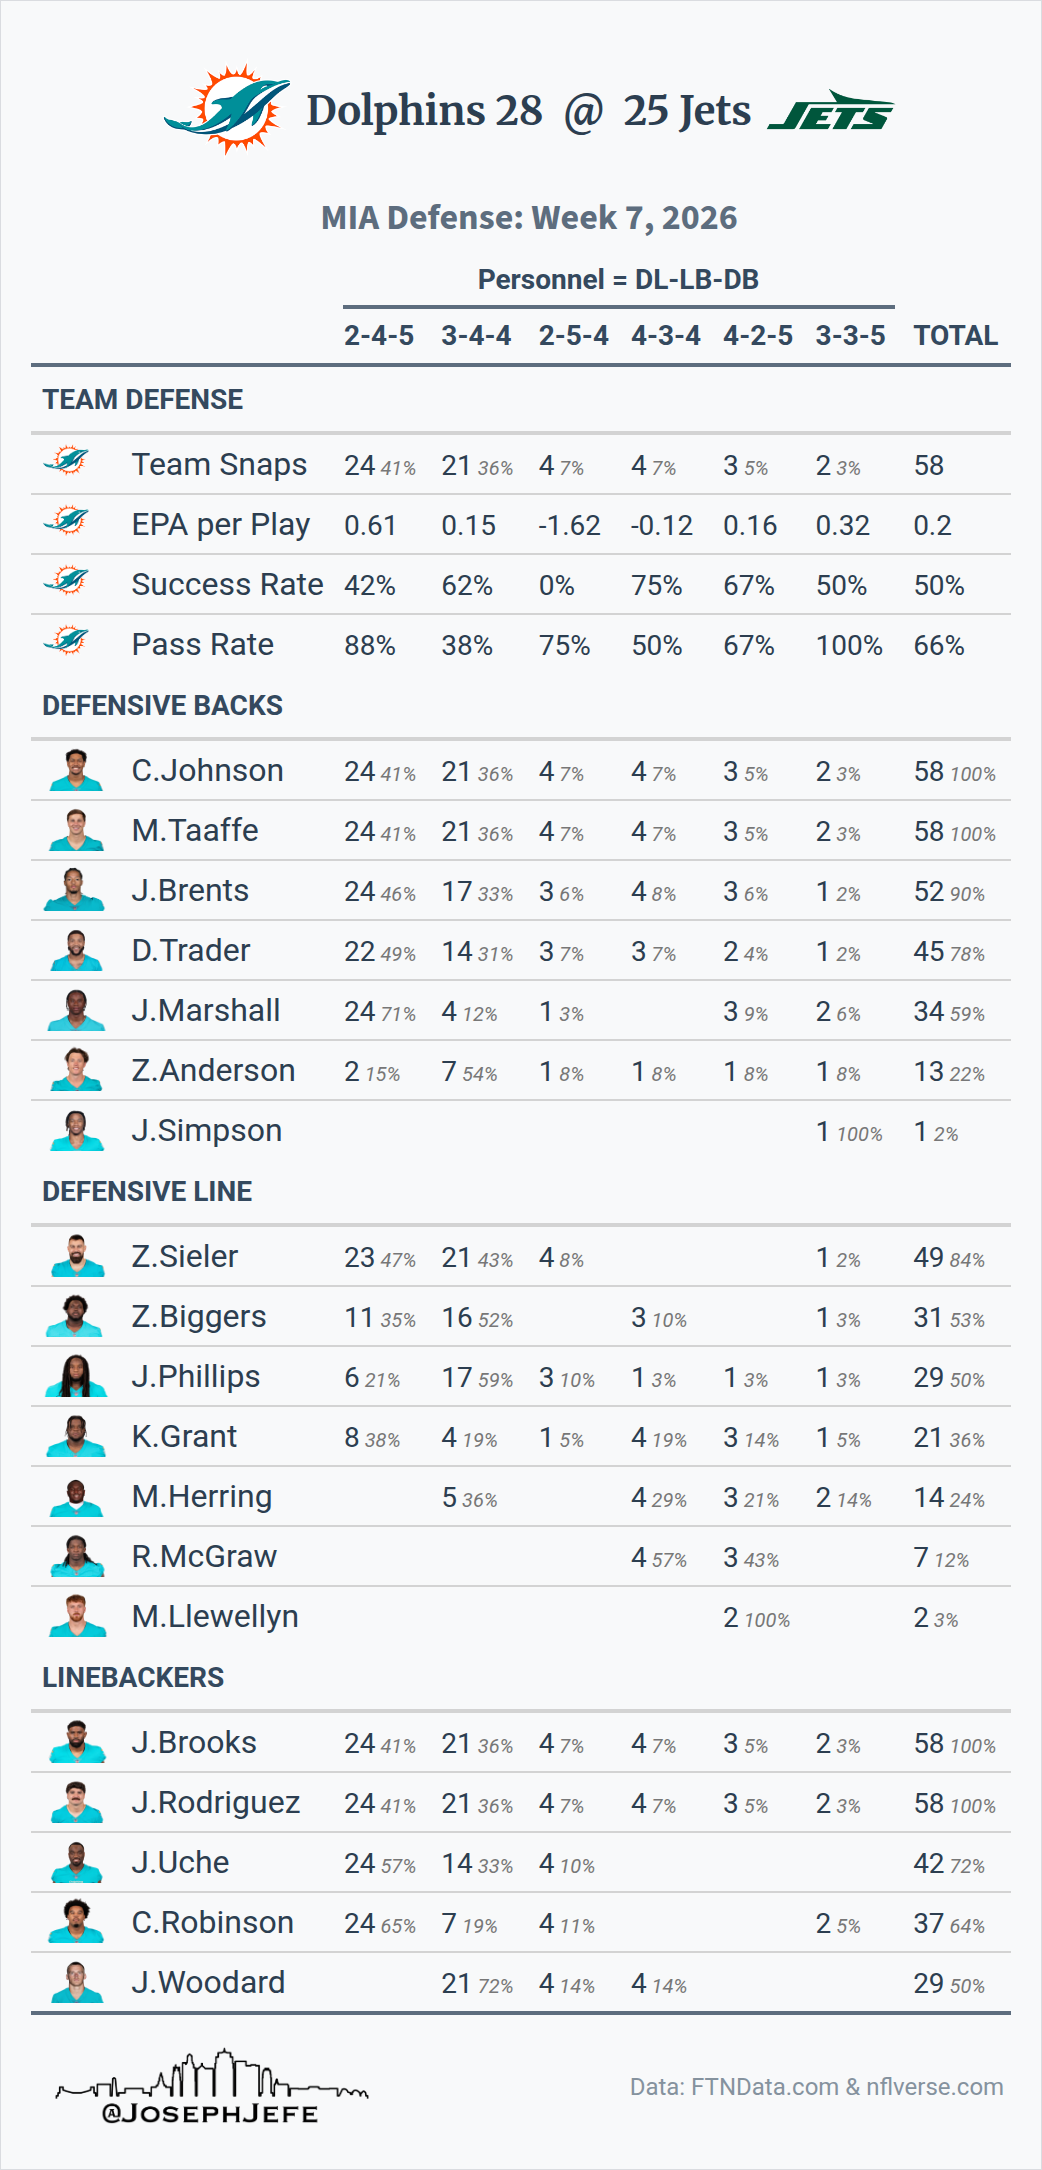 Dolphins 28 @ 25 Jets JETS
MIA Defense: Week 7, 2026
Personnel = DL-LB-DB
2-4-5 3-4-4 2-5-4 4-3-4 4-2-5 3-3-5 TOTAL
TEAM DEFENSE
Team Snaps 24 41% 21 36% 4 7% 4 7% 3 5% 2 3% 58
EPA per Play 0.61 0.15 -1.62 -0.12 0.16 0.32 0.2
Success Rate 42% 62% 0% 75% 67% 50% 50%
Pass Rate 88% 38% 75% 50% 67% 100% 66%
DEFENSIVE BACKS
C.Johnson 24 41% 21 36% 4 7% 4 7% 3 5% 2 3% 58 100%
M.Taaffe 24 41% 21 36% 4 7% 4 7% 3 5% 2 3% 58 100%
J.Brents 24 46% 17 33% 3 6% 4 8% 3 6% 1 2% 52 90%
D.Trader 22 49% 14 31% 3 7% 3 7% 2 4% 1 2% 45 78%
J.Marshall 24 71% 4 12% 1 3% 3 9% 2 6% 34 59%
Z.Anderson 2 15% 7 54% 1 8% 1 8% 1 8% 1 8% 13 22%
J.Simpson 1 100% 1 2%
DEFENSIVE LINE
Z.Sieler 23 47% 21 43% 4 8% 1 2% 49 84%
Z.Biggers 11 35% 16 52% 3 10% 1 3% 31 53%
J.Phillips 6 21% 17 59% 3 10% 1 3% 1 3% 1 3% 29 50%
K.Grant 8 38% 4 19% 1 5% 4 19% 3 14% 1 5% 21 36%
M.Herring 5 36% 4 29% 3 21% 2 14% 14 24%
R.McGraw 4 57% 3 43% 7 12%
M.Llewellyn 2 100% 2 3%
LINEBACKERS
J.Brooks 24 41% 21 36% 4 7% 4 7% 3 5% 2 3% 58 100%
J.Rodriguez 24 41% 21 36% 4 7% 4 7% 3 5% 2 3% 58 100%
J.Uche 24 57% 14 33% 4 10% 42 72%
C.Robinson 24 65% 7 19% 4 11% 2 5% 37 64%
J.Woodard 21 72% 4 14% 4 14% 29 50%
@JOSEPHJEFE
Data: FTNData.com & nflverse.com